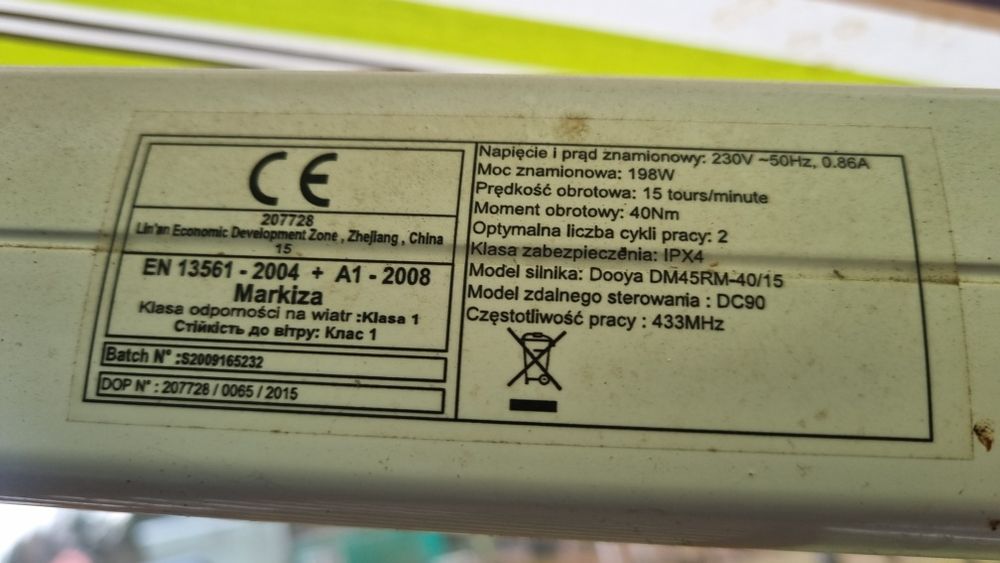 CE
207728
Lin'an Economic Development Zone , Zhejiang , China
15
EN 13561 - 2004 + A1 - 2008
Markiza
Klasa odporności na wiatr :Klasa 1
Стійкість до вітру: Клас 1
Batch N° :S2009165232
DOP N° : 207728 / 0065 / 2015
Napięcie i prąd znamionowy: 230V ~50Hz, 0.86A
Moc znamionowa: 198W
Prędkość obrotowa: 15 tours/minute
Moment obrotowy: 40Nm
Optymalna liczba cykli pracy: 2
Klasa zabezpieczenia: IPX4
Model silnika: Dooya DM45RM-40/15
Model zdalnego sterowania : DC90
Częstotliwość pracy : 433MHz